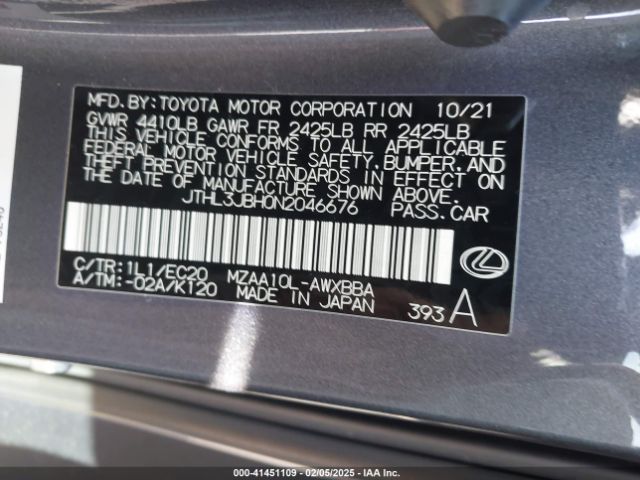 MFD. BY: TOYOTA MOTOR CORPORATION 10/21
GVWR 4410LB GAWR FR 2425LB RR 2425LB
THIS VEHICLE CONFORMS TO ALL APPLICABLE
FEDERAL MOTOR VEHICLE SAFETY, BUMPER, AND
THEFT PREVENTION STANDARDS IN EFFECT ON
THE DATE OF MANUFACTURE SHOWN ABOVE.
JTHL3JBH0N2046676 PASS.CAR
C/TR: 1L1/EC20 MZAA10L-AWXBBA
A/TM: -02A/K120 MADE IN JAPAN
393 A
000-41451109 - 02/05/2025 - IAA Inc.